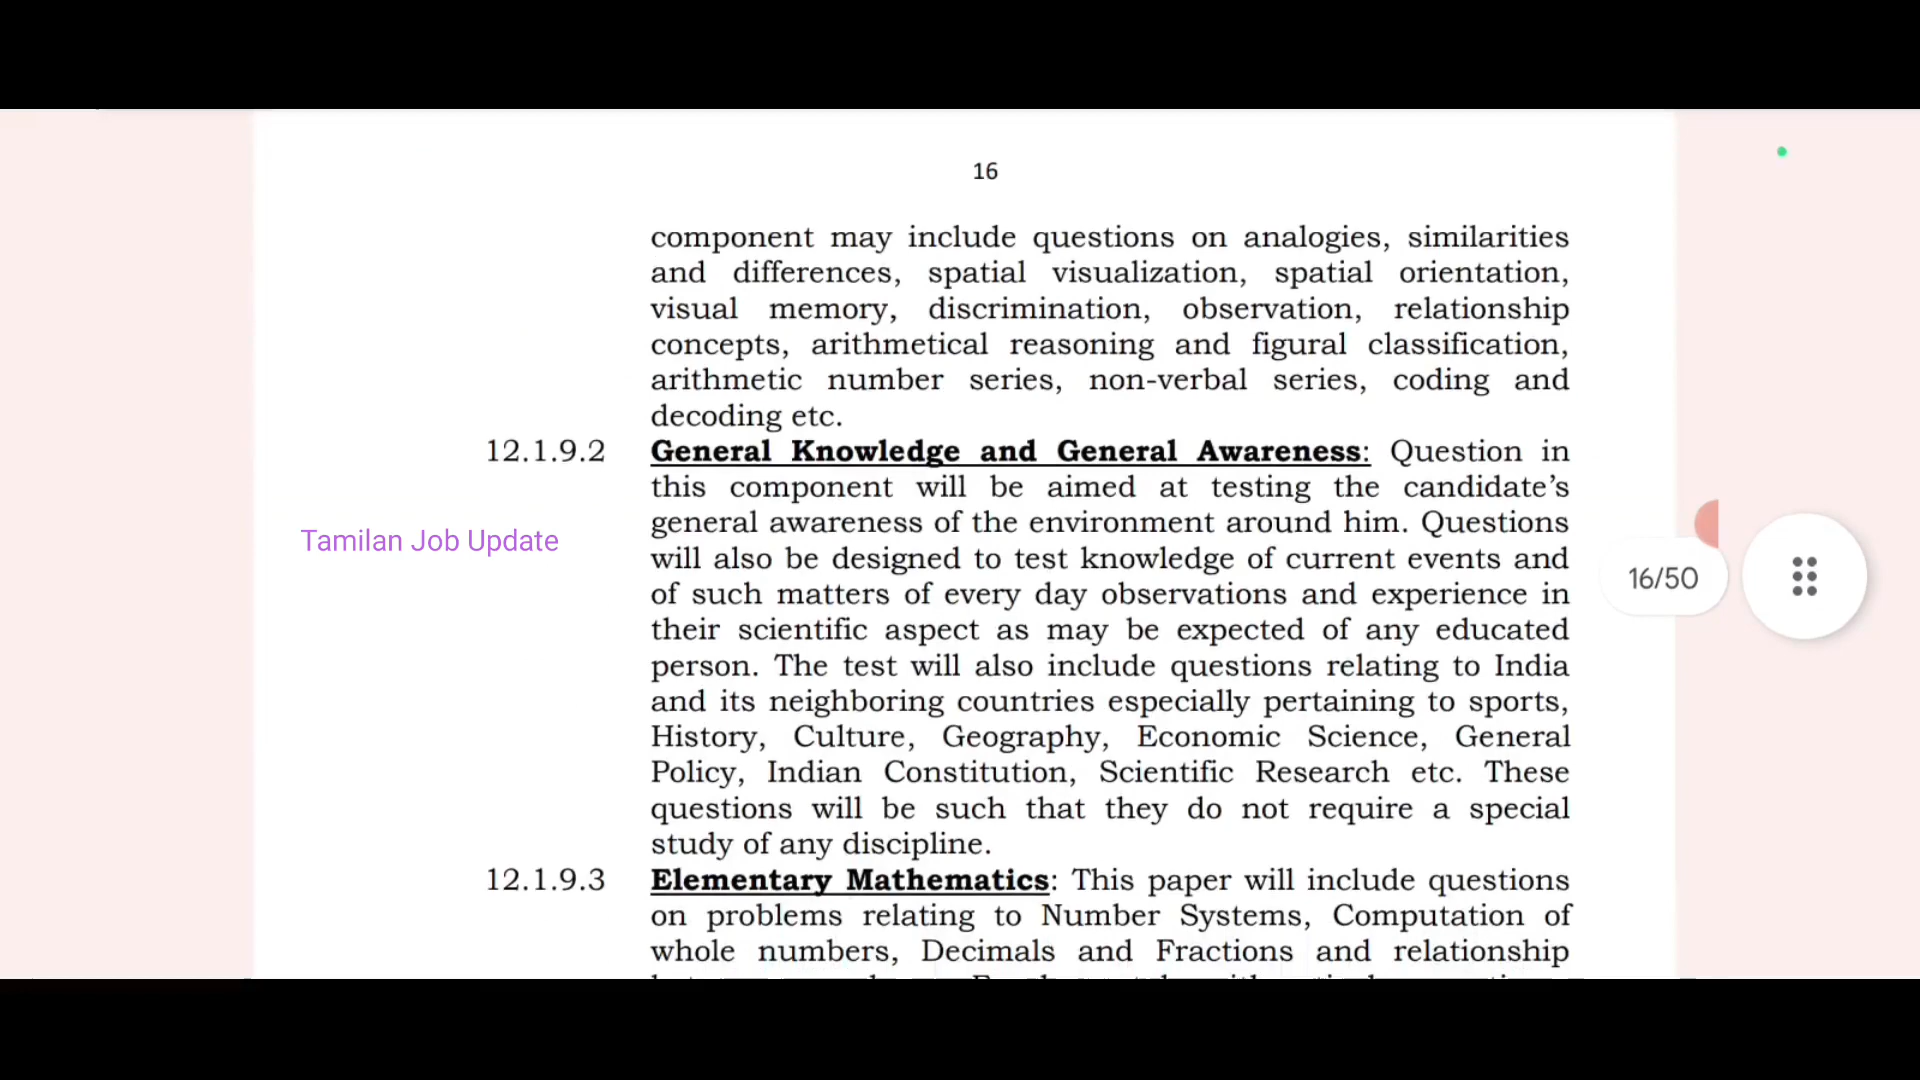 16
component may include questions on analogies, similarities
and differences, spatial visualization, spatial orientation,
visual memory, discrimination, observation, relationship
concepts, arithmetical reasoning and figural classification,
arithmetic number series, non-verbal series, coding and
decoding etc.
12.1.9.2 General Knowledge and General Awareness: Question in
this component will be aimed at testing the candidate’s
general awareness of the environment around him. Questions
Tamilan Job Update
will also be designed to test knowledge of current events and
16/50
of such matters of every day observations and experience in
their scientific aspect as may be expected of any educated
person. The test will also include questions relating to India
and its neighboring countries especially pertaining to sports,
History, Culture, Geography, Economic Science, General
Policy, Indian Constitution, Scientific Research etc. These
questions will be such that they do not require a special
study of any discipline.
12.1.9.3 Elementary Mathematics: This paper will include questions
on problems relating to Number Systems, Computation of
whole numbers, Decimals and Fractions and relationship